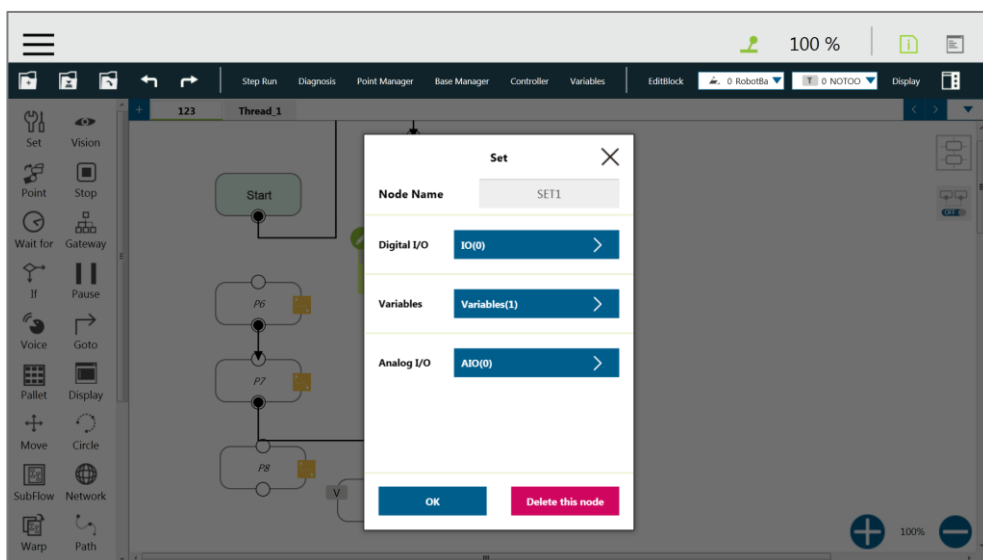 100 %
Step Run Diagnosis Point Manager Base Manager Controller Variables EditBlock 0 RobotBa T 0 NOTOO Display
+ 123 Thread_1
Set Vision
Point Stop
Wait for Gateway
If Pause
Voice Goto
Pallet Display
Move Circle
SubFlow Network
Warp Path
Start
P6
P7
P8
V
Set
Node Name SET1
Digital I/O IO(0)
Variables Variables(1)
Analog I/O AIO(0)
OK Delete this node
OFF
100%